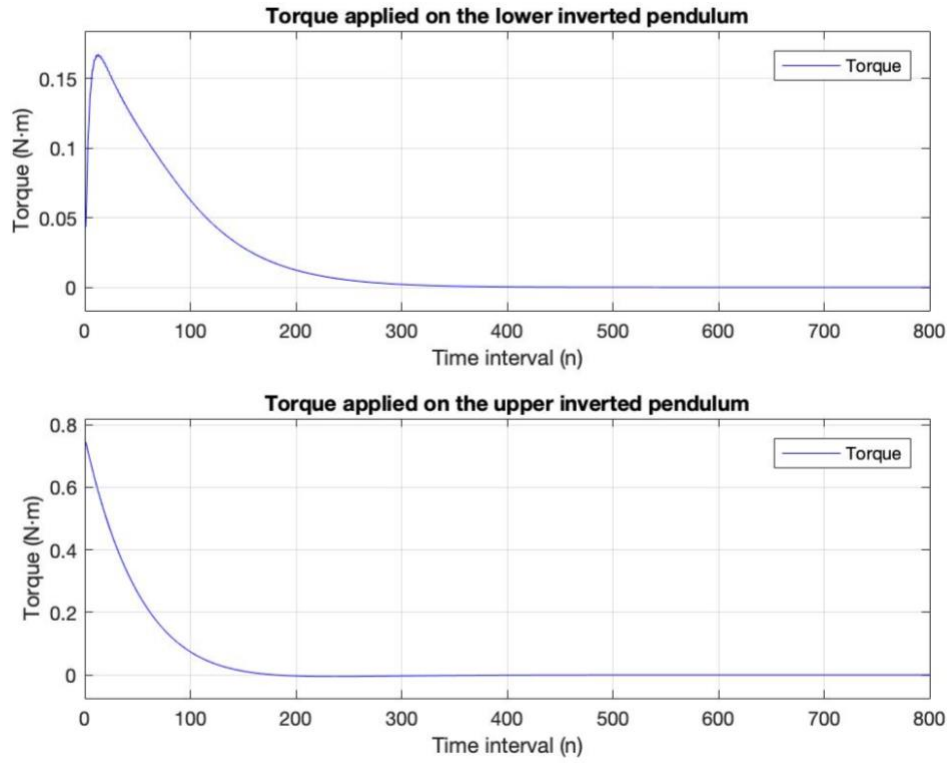 Torque applied on the lower inverted pendulum
Torque
Torque (N·m)
0.15
0.1
0.05
0
0 100 200 300 400 500 600 700 800
Time interval (n)
Torque applied on the upper inverted pendulum
Torque
Torque (N·m)
0.8
0.6
0.4
0.2
0
0 100 200 300 400 500 600 700 800
Time interval (n)